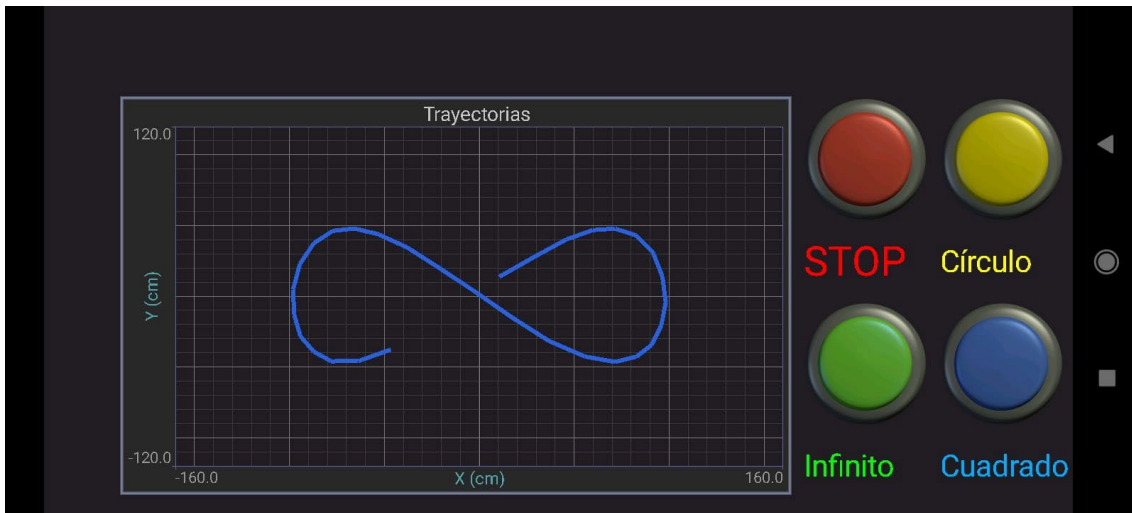 Trayectorias
120.0
Y (cm)
-120.0
-160.0
X (cm)
160.0
STOP
Círculo
Infinito
Cuadrado